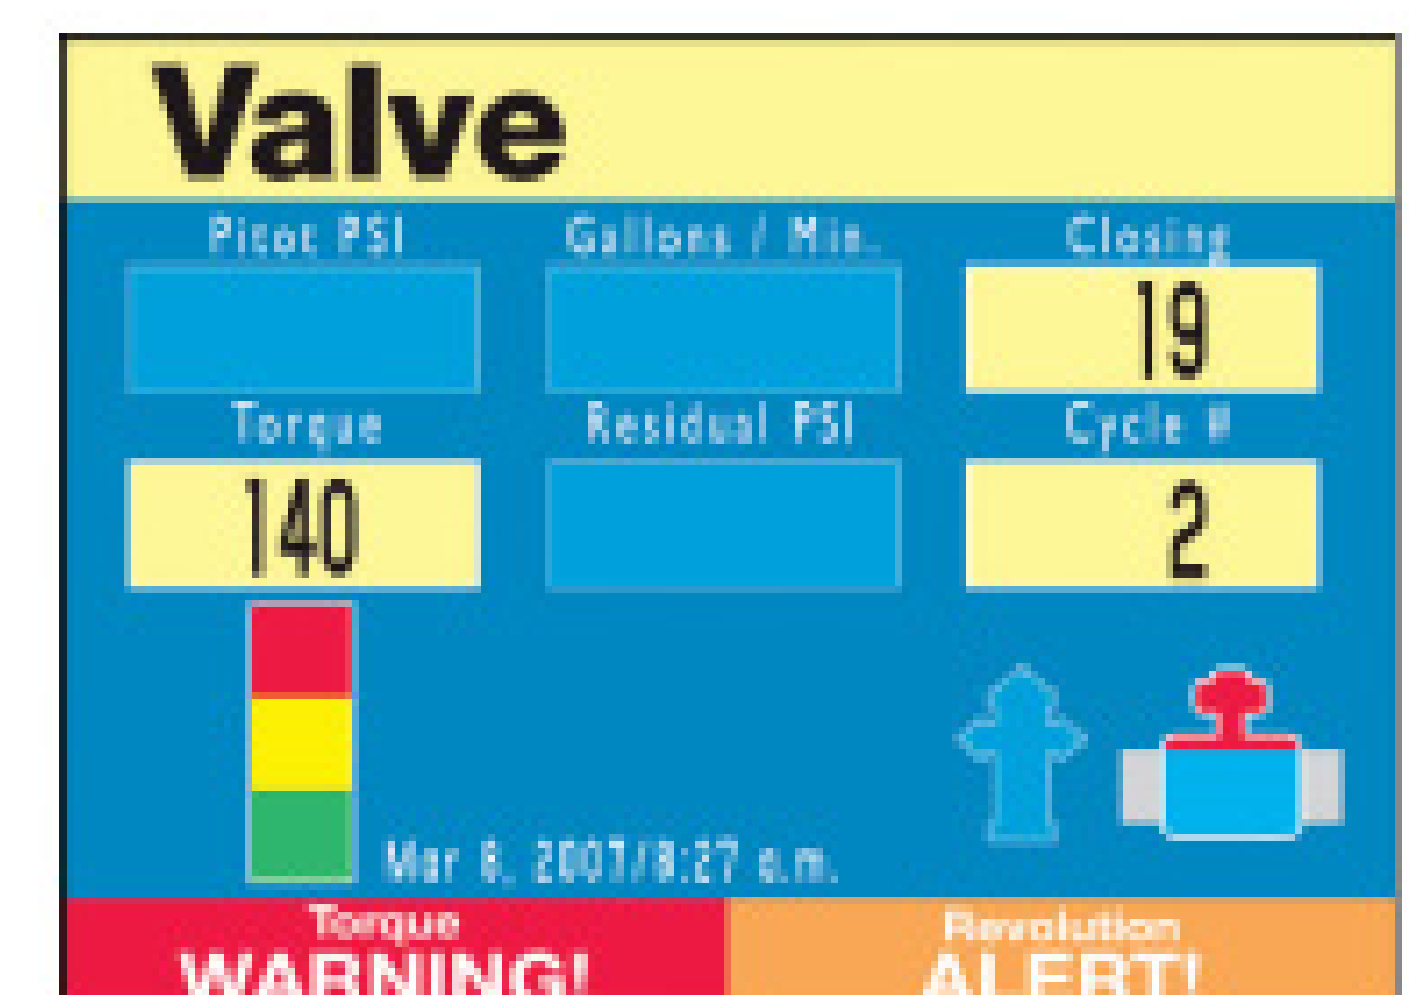 Valve
Pitot PSI Gallons / Min. Closing
19
Torque Residual PSI Cycle #
140 2
Mar 6, 2007/8:27 a.m.
Torque Revolution
WARNING! ALERT!